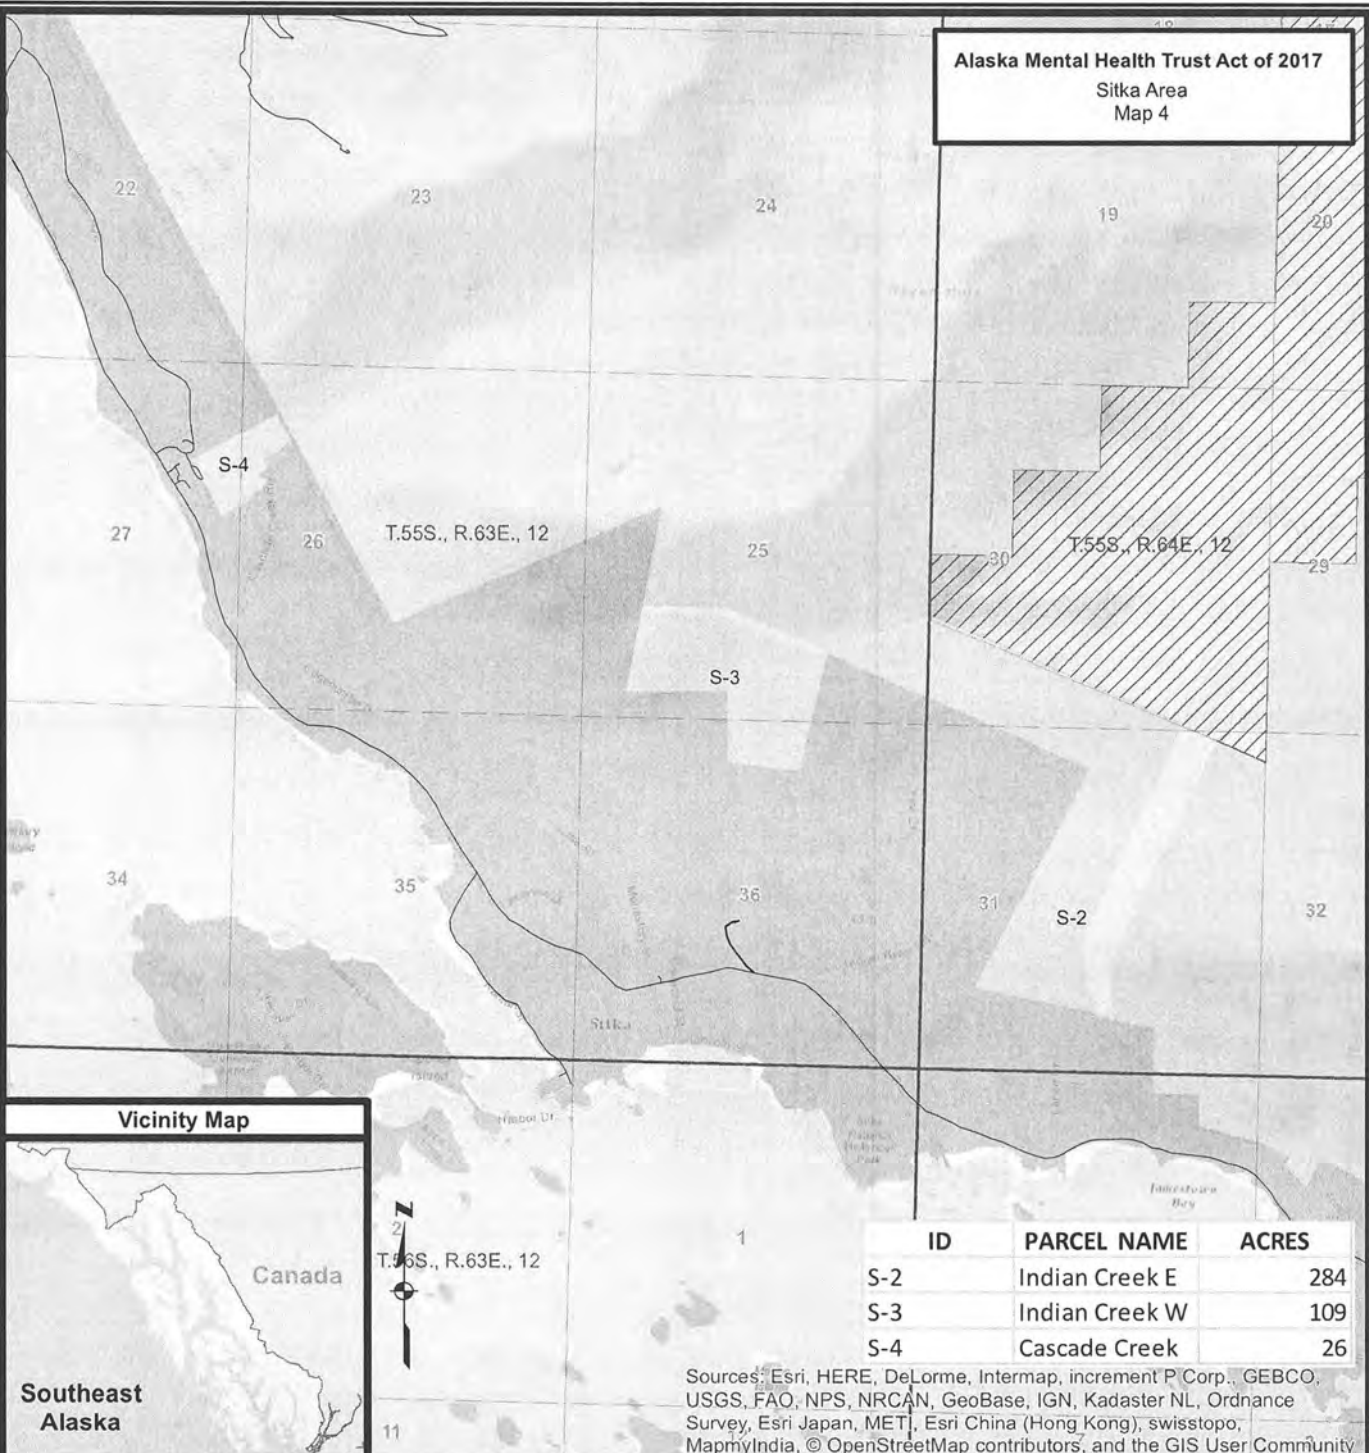 Alaska Mental Health Trust Act of 2017
Sitka Area
Map 4
18
17
22
23
24
19
20
S-4
27
26
T.55S., R.63E., 12
25
30
T.55S., R.64E., 12
29
S-3
34
35
36
31
S-2
32
Sitka
Jamestown
Bay
Vicinity Map
Canada
Southeast
Alaska
N
2
T.56S., R.63E., 12
1
11
ID PARCEL NAME ACRES
S-2 Indian Creek E 284
S-3 Indian Creek W 109
S-4 Cascade Creek 26
Sources: Esri, HERE, DeLorme, Intermap, increment P Corp., GEBCO,
USGS, FAO, NPS, NRCAN, GeoBase, IGN, Kadaster NL, Ordnance
Survey, Esri Japan, METI, Esri China (Hong Kong), swisstopo,
MapmyIndia, © OpenStreetMap contributors, and the GIS User Community